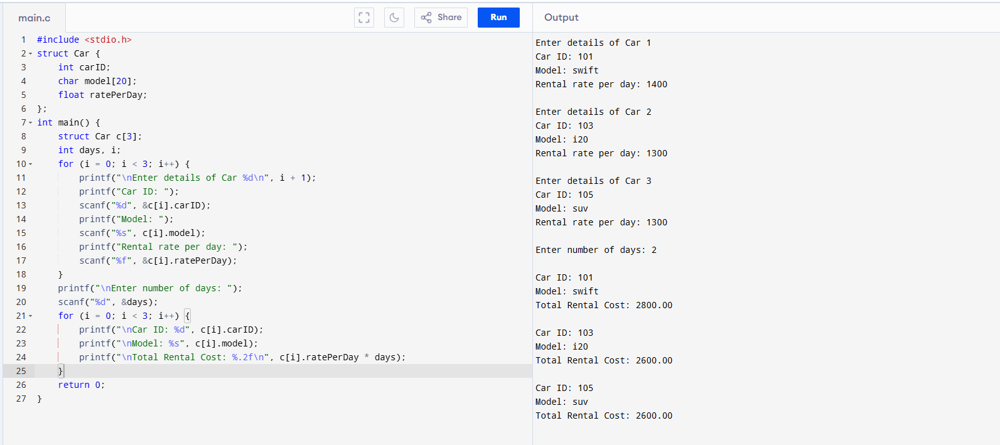 main.c
Share
Run
Output
1 #include <stdio.h>
2 struct Car {
3     int carID;
4     char model[20];
5     float ratePerDay;
6 };
7 int main() {
8     struct Car c[3];
9     int days, i;
10     for (i = 0; i < 3; i++) {
11         printf("\nEnter details of Car %d\n", i + 1);
12         printf("Car ID: ");
13         scanf("%d", &c[i].carID);
14         printf("Model: ");
15         scanf("%s", c[i].model);
16         printf("Rental rate per day: ");
17         scanf("%f", &c[i].ratePerDay);
18     }
19     printf("\nEnter number of days: ");
20     scanf("%d", &days);
21     for (i = 0; i < 3; i++) {
22         printf("\nCar ID: %d", c[i].carID);
23         printf("\nModel: %s", c[i].model);
24         printf("\nTotal Rental Cost: %.2f\n", c[i].ratePerDay * days);
25     }
26     return 0;
27 }
Enter details of Car 1
Car ID: 101
Model: swift
Rental rate per day: 1400
Enter details of Car 2
Car ID: 103
Model: i20
Rental rate per day: 1300
Enter details of Car 3
Car ID: 105
Model: suv
Rental rate per day: 1300
Enter number of days: 2
Car ID: 101
Model: swift
Total Rental Cost: 2800.00
Car ID: 103
Model: i20
Total Rental Cost: 2600.00
Car ID: 105
Model: suv
Total Rental Cost: 2600.00